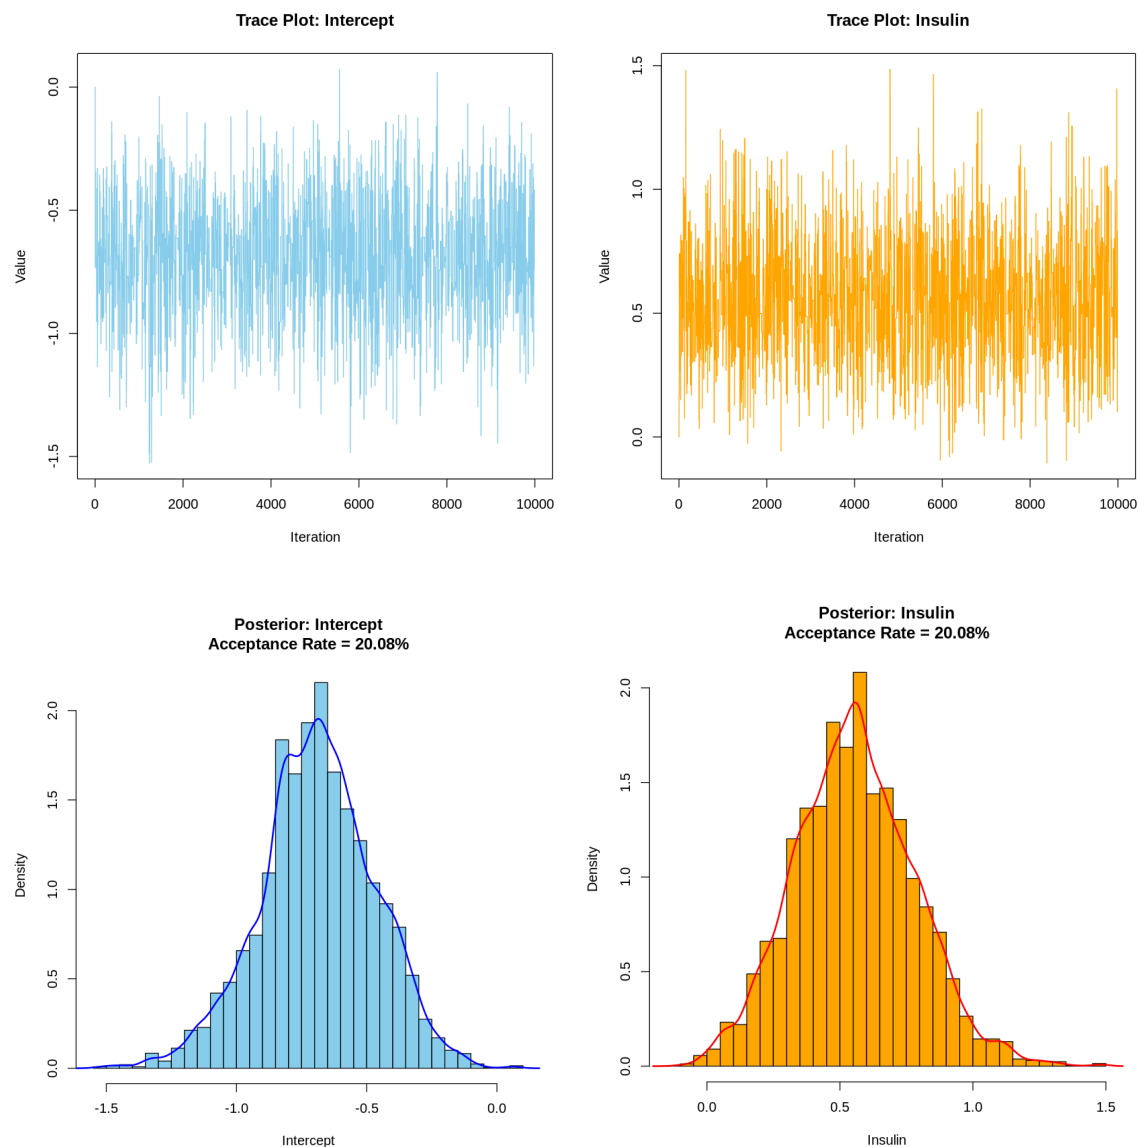 Trace Plot: Intercept
0.0
-0.5
-1.0
-1.5
Value
0 2000 4000 6000 8000 10000
Iteration
Trace Plot: Insulin
1.5
1.0
0.5
0.0
Value
0 2000 4000 6000 8000 10000
Iteration
Posterior: Intercept
Acceptance Rate = 20.08%
2.0
1.5
1.0
0.5
0.0
Density
-1.5 -1.0 -0.5 0.0
Intercept
Posterior: Insulin
Acceptance Rate = 20.08%
2.0
1.5
1.0
0.5
0.0
Density
0.0 0.5 1.0 1.5
Insulin